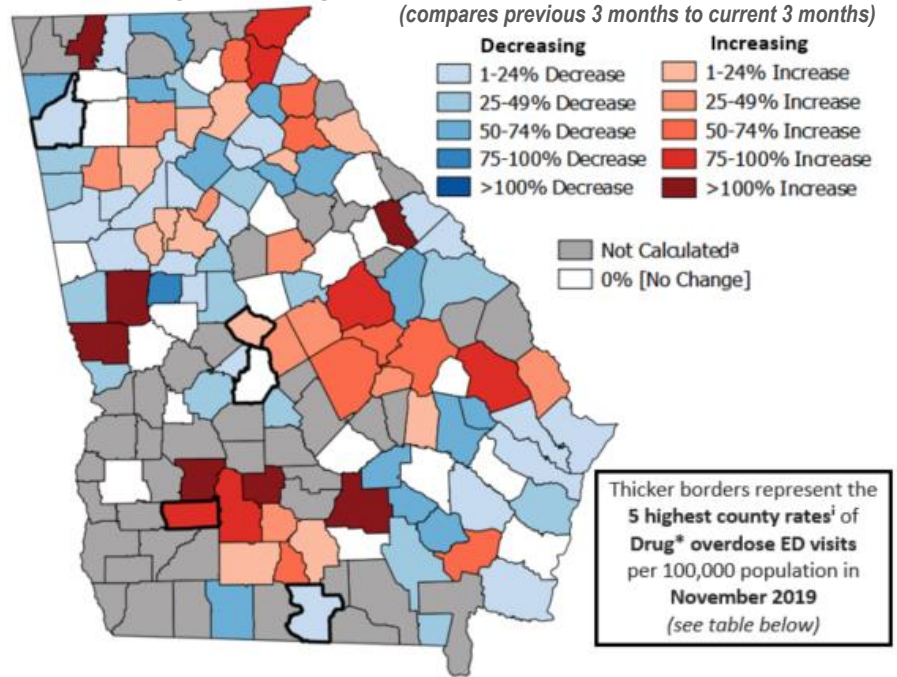 (compares previous 3 months to current 3 months)
Decreasing
1-24% Decrease
25-49% Decrease
50-74% Decrease
75-100% Decrease
>100% Decrease
Increasing
1-24% Increase
25-49% Increase
50-74% Increase
75-100% Increase
>100% Increase
Not Calculatedª
0% [No Change]
Thicker borders represent the
5 highest county ratesⁱ of
Drug* overdose ED visits
per 100,000 population in
November 2019
(see table below)